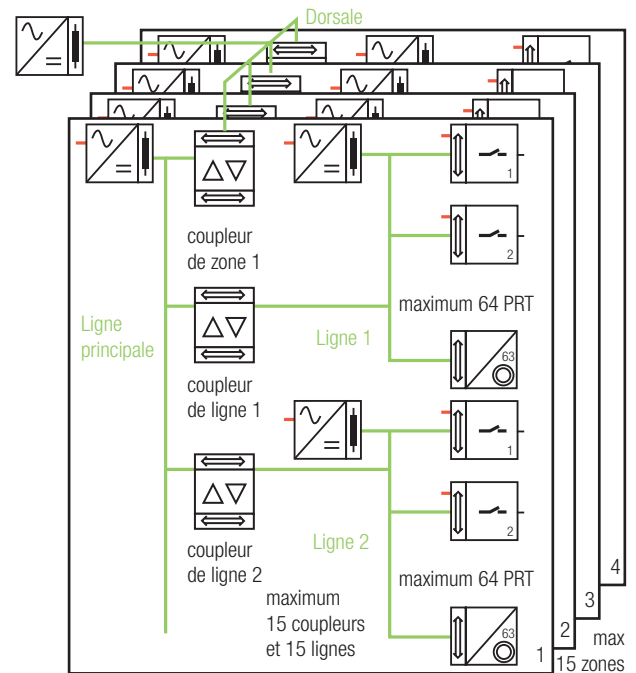 Dorsale
1
coupleur
de zone 1
2
maximum 64 PRT
Ligne
principale
Ligne 1
63
coupleur
de ligne 1
1
coupleur
de ligne 2
Ligne 2
2
maximum 64 PRT
maximum
15 coupleurs
et 15 lignes
63
1
2
3
4
max
15 zones